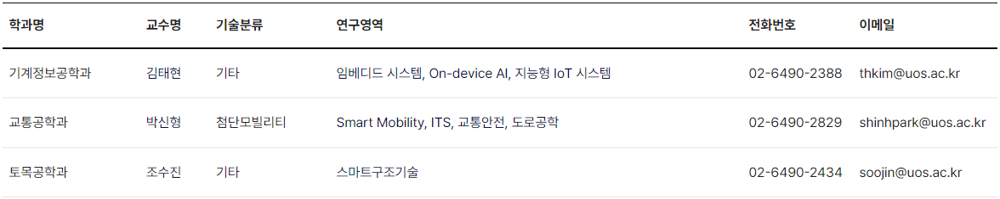 학과명 교수명 기술분류 연구영역 전화번호 이메일
기계정보공학과 김태현 기타 임베디드 시스템, On-device AI, 지능형 IoT 시스템 02-6490-2388 thkim@uos.ac.kr
교통공학과 박신형 첨단모빌리티 Smart Mobility, ITS, 교통안전, 도로공학 02-6490-2829 shinhpark@uos.ac.kr
토목공학과 조수진 기타 스마트구조기술 02-6490-2434 soojin@uos.ac.kr